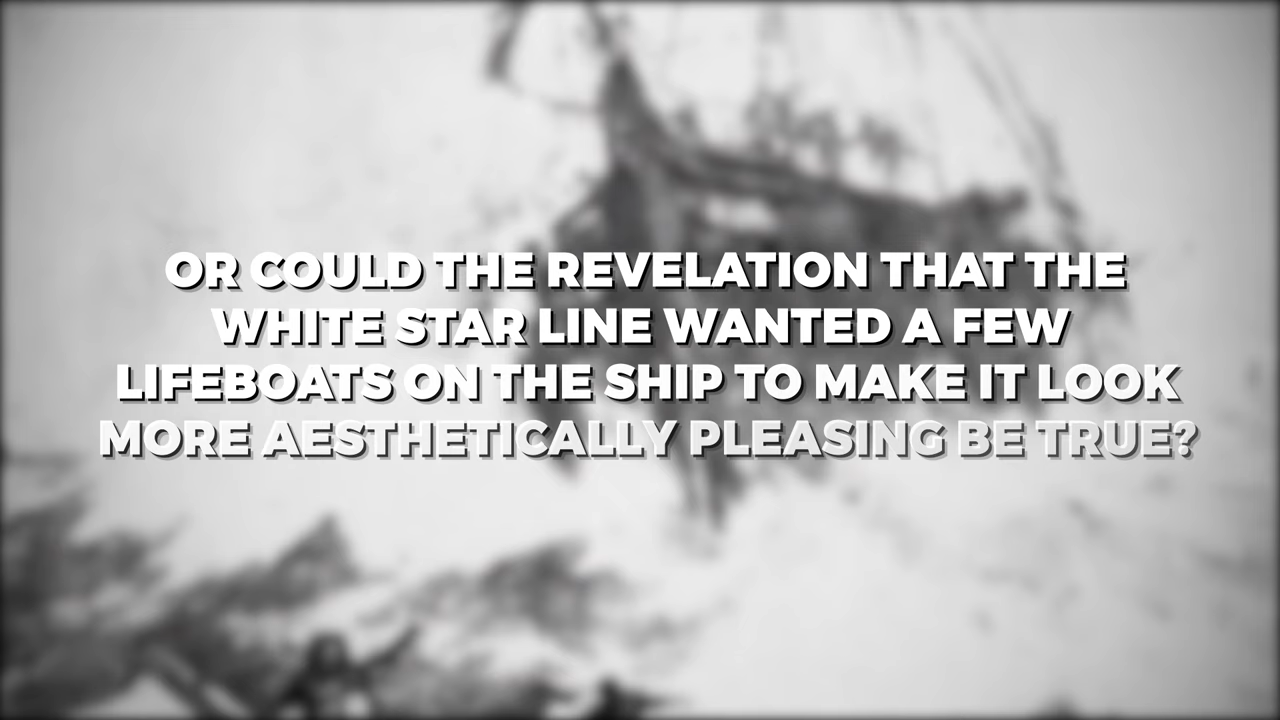 OR COULD THE REVELATION THAT THE
WHITE STAR LINE WANTED A FEW
LIFEBOATS ON THE SHIP TO MAKE IT LOOK
MORE AESTHETICALLY PLEASING BE TRUE?